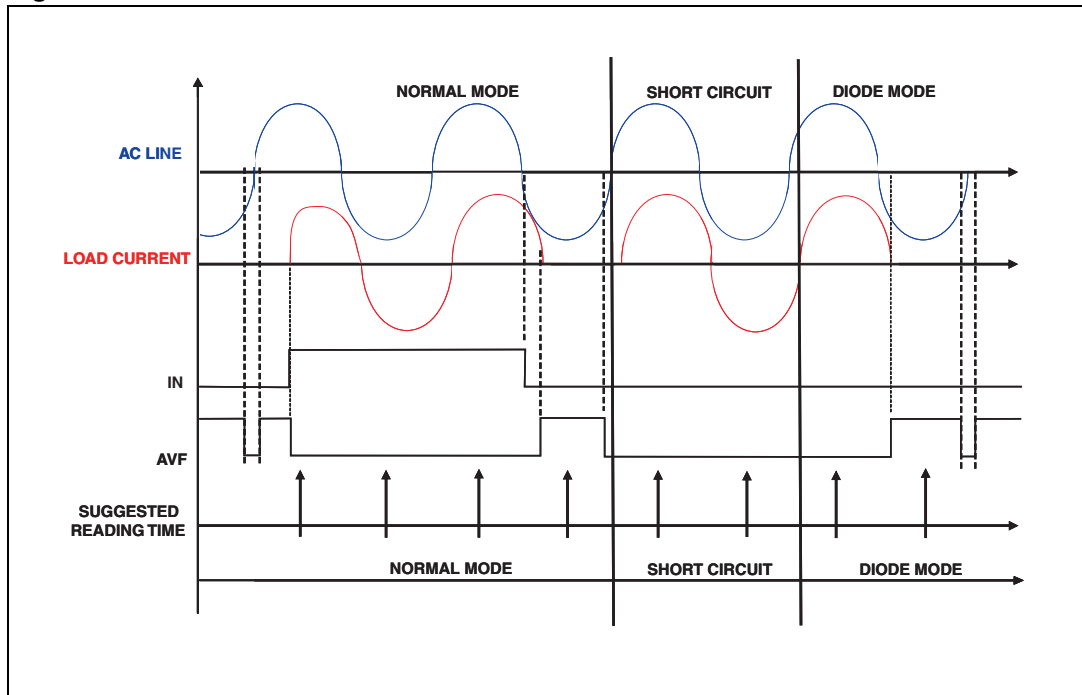 NORMAL MODE
SHORT CIRCUIT
DIODE MODE
AC LINE
LOAD CURRENT
IN
AVF
SUGGESTED
READING TIME
NORMAL MODE
SHORT CIRCUIT
DIODE MODE